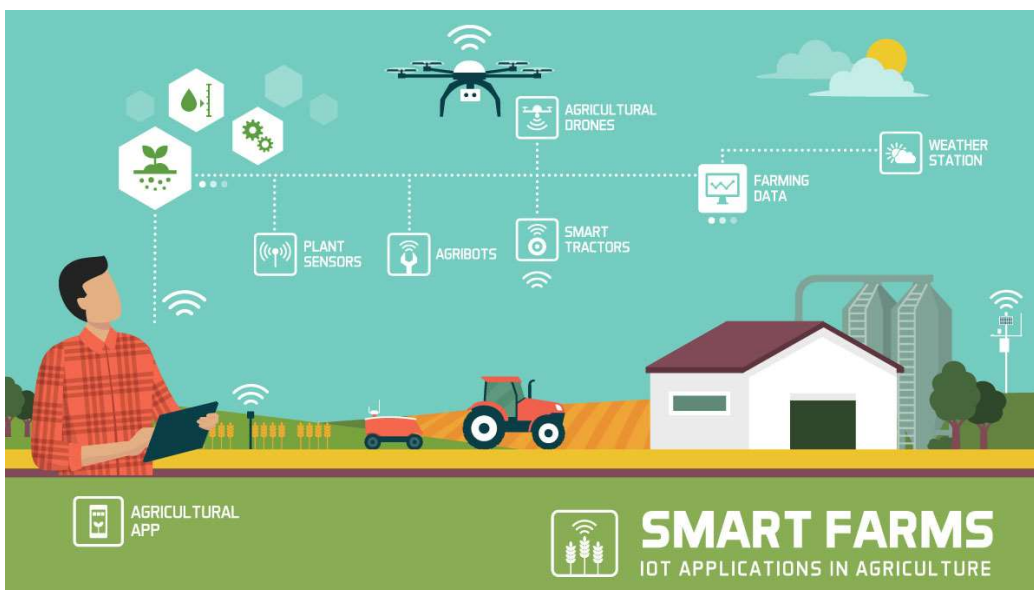 AGRICULTURAL
DRONES
WEATHER
STATION
FARMING
DATA
PLANT
SENSORS
AGRIBOTS
SMART
TRACTORS
AGRICULTURAL
APP
SMART FARMS
IOT APPLICATIONS IN AGRICULTURE